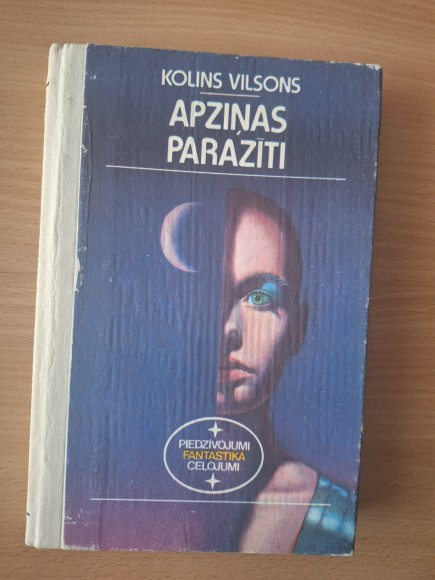 KOLINS VILSONS
APZIŅAS
PARAZĪTI
PIEDZĪVOJUMI
FANTASTIKA
CEĻOJUMI